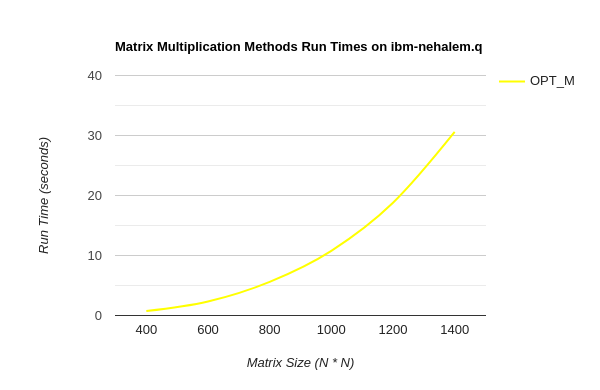 Matrix Multiplication Methods Run Times on ibm-nehalem.q
OPT_M
40
30
20
10
0
Run Time (seconds)
400 600 800 1000 1200 1400
Matrix Size (N * N)